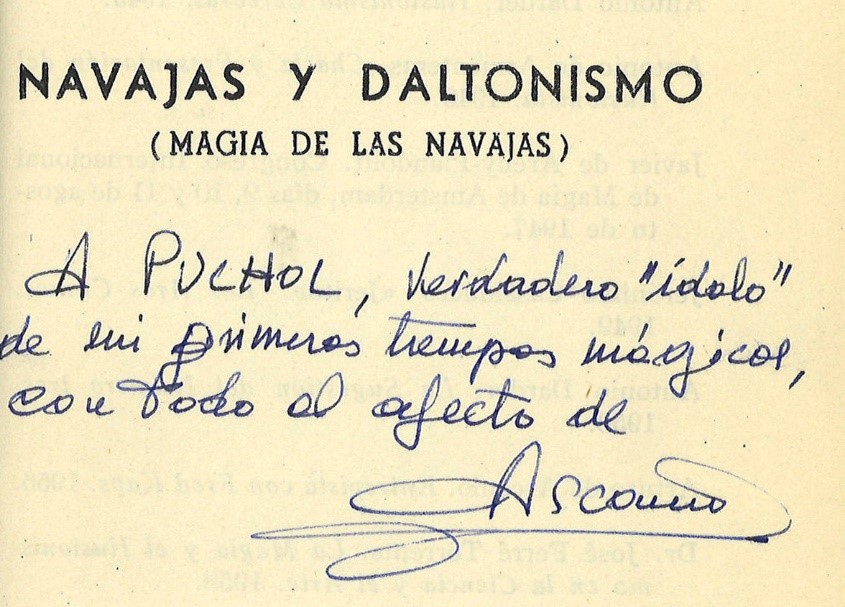 NAVAJAS Y DALTONISMO
(MAGIA DE LAS NAVAJAS)
A PUCHOL, verdadero "ídolo"
de mi primeros tiempos mágicos,
con todo el afecto de
Ascanio